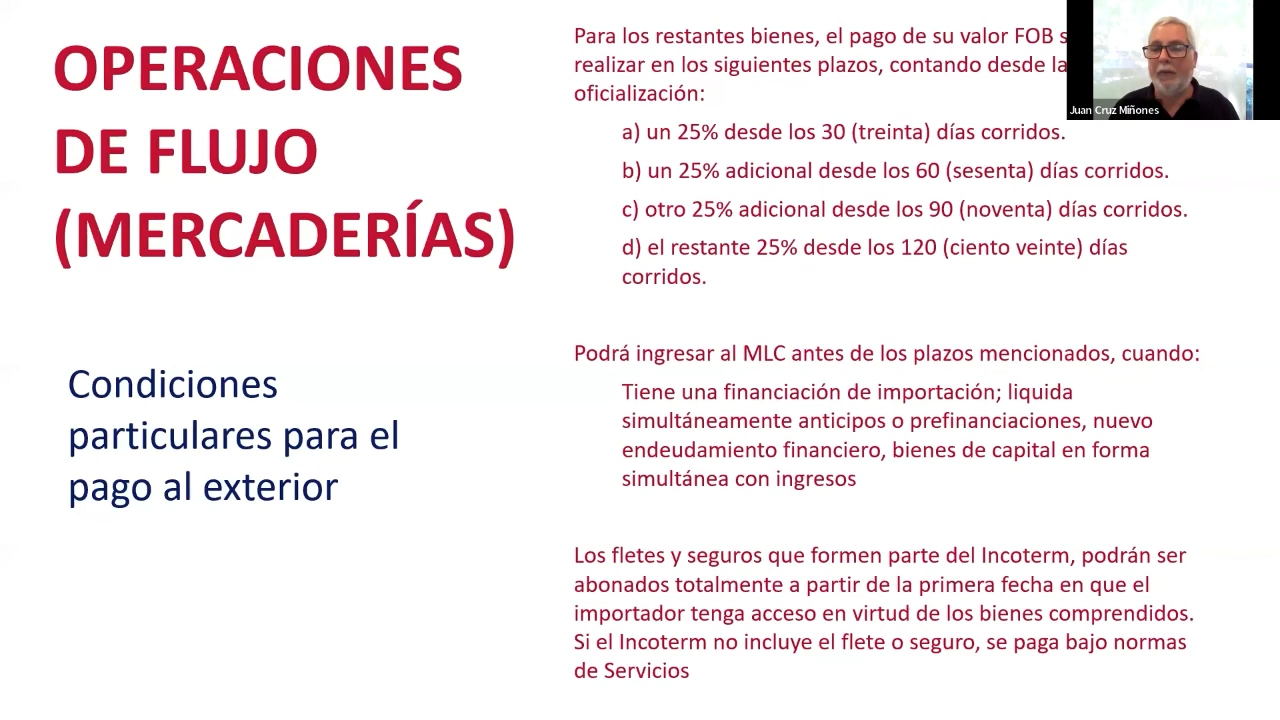 OPERACIONES
DE FLUJO
(MERCADERÍAS)
Condiciones
particulares para el
pago al exterior
Para los restantes bienes, el pago de su valor FOB
realizar en los siguientes plazos, contando desde la
oficialización:
a) un 25% desde los 30 (treinta) días corridos.
b) un 25% adicional desde los 60 (sesenta) días corridos.
c) otro 25% adicional desde los 90 (noventa) días corridos.
d) el restante 25% desde los 120 (ciento veinte) días
corridos.
Podrá ingresar al MLC antes de los plazos mencionados, cuando:
Tiene una financiación de importación; liquida
simultáneamente anticipos o prefinanciaciones, nuevo
endeudamiento financiero, bienes de capital en forma
simultánea con ingresos
Los fletes y seguros que formen parte del Incoterm, podrán ser
abonados totalmente a partir de la primera fecha en que el
importador tenga acceso en virtud de los bienes comprendidos.
Si el Incoterm no incluye el flete o seguro, se paga bajo normas
de Servicios
Juan Cruz Miñones